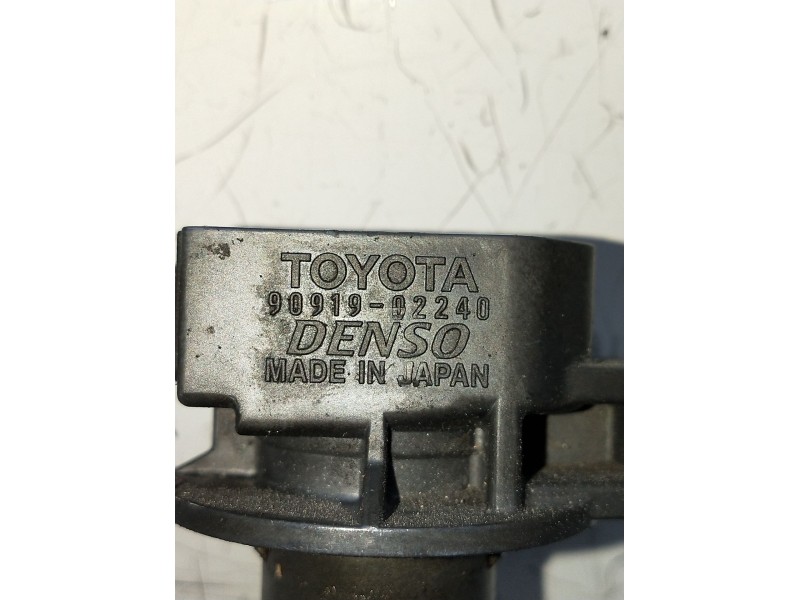 TOYOTA
90919-02240
DENSO
MADE IN JAPAN